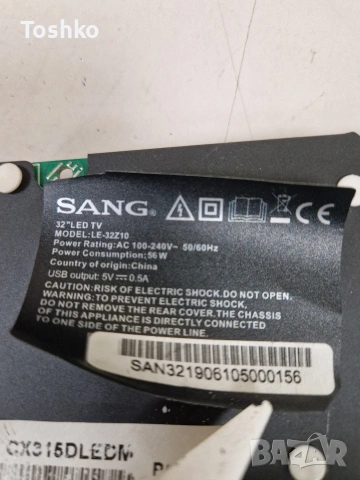 Toshko
SANG®
32"LED TV
MODEL:LE-32Z10
Power Rating:AC 100-240V~ 50/60Hz
Power Consumption:56W
Country of origin:China
USB output: 5V⎓0.5A
CAUTION:RISK OF ELECTRIC SHOCK.DO NOT OPEN.
WARNING:TO PREVENT ELECTRIC SHOCK,
DO NOT REMOVE THE REAR COVER.THE CHASSIS
OF THIS APPLIANCE IS DIRECTLY CONNECTED
TO ONE SIDE OF THE POWER LINE.
SAN321906105000156
CX315DLEDM
bazar
.bg